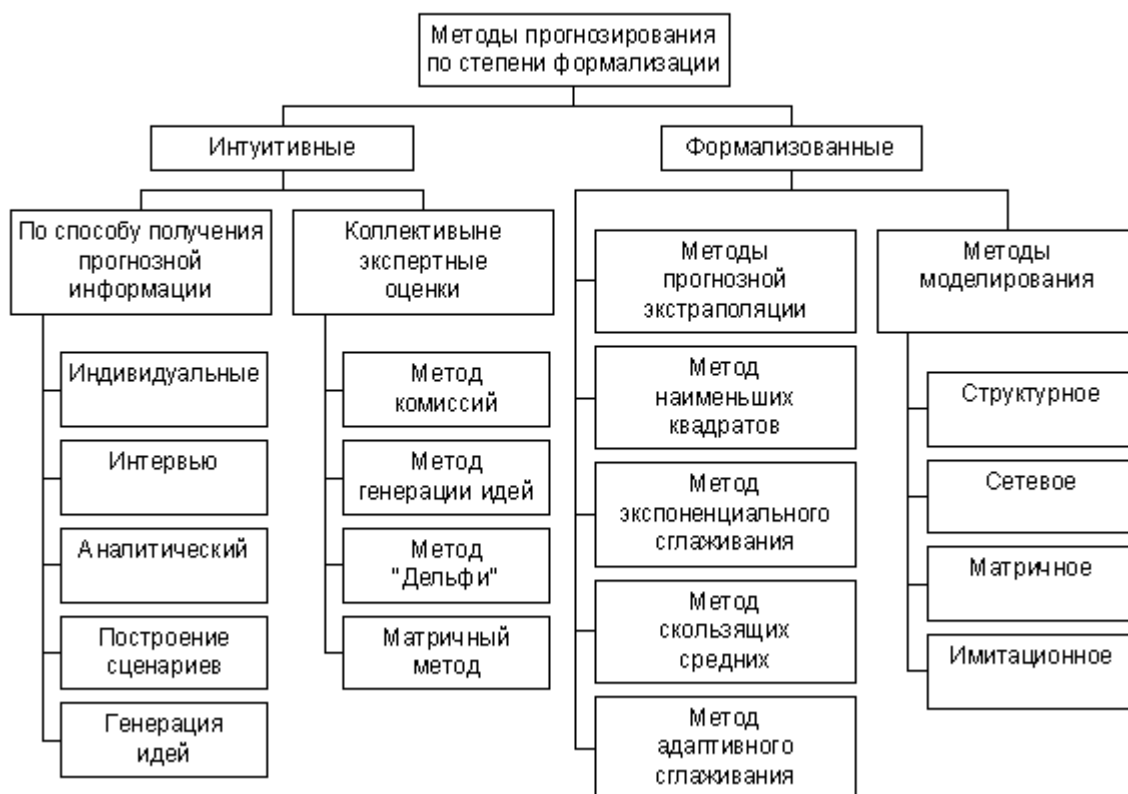 Методы прогнозирования
по степени формализации
Интуитивные
Формализованные
По способу получения
прогнозной
информации
Коллективыне
экспертные
оценки
Методы
прогнозной
экстраполяции
Методы
моделирования
Индивидуальные
Интервью
Аналитический
Построение
сценариев
Генерация
идей
Метод
комиссий
Метод
генерации идей
Метод
"Дельфи"
Матричный
метод
Метод
наименьших
квадратов
Метод
экспоненциального
сглаживания
Метод
скользящих
средних
Метод
адаптивного
сглаживания
Структурное
Сетевое
Матричное
Имитационное